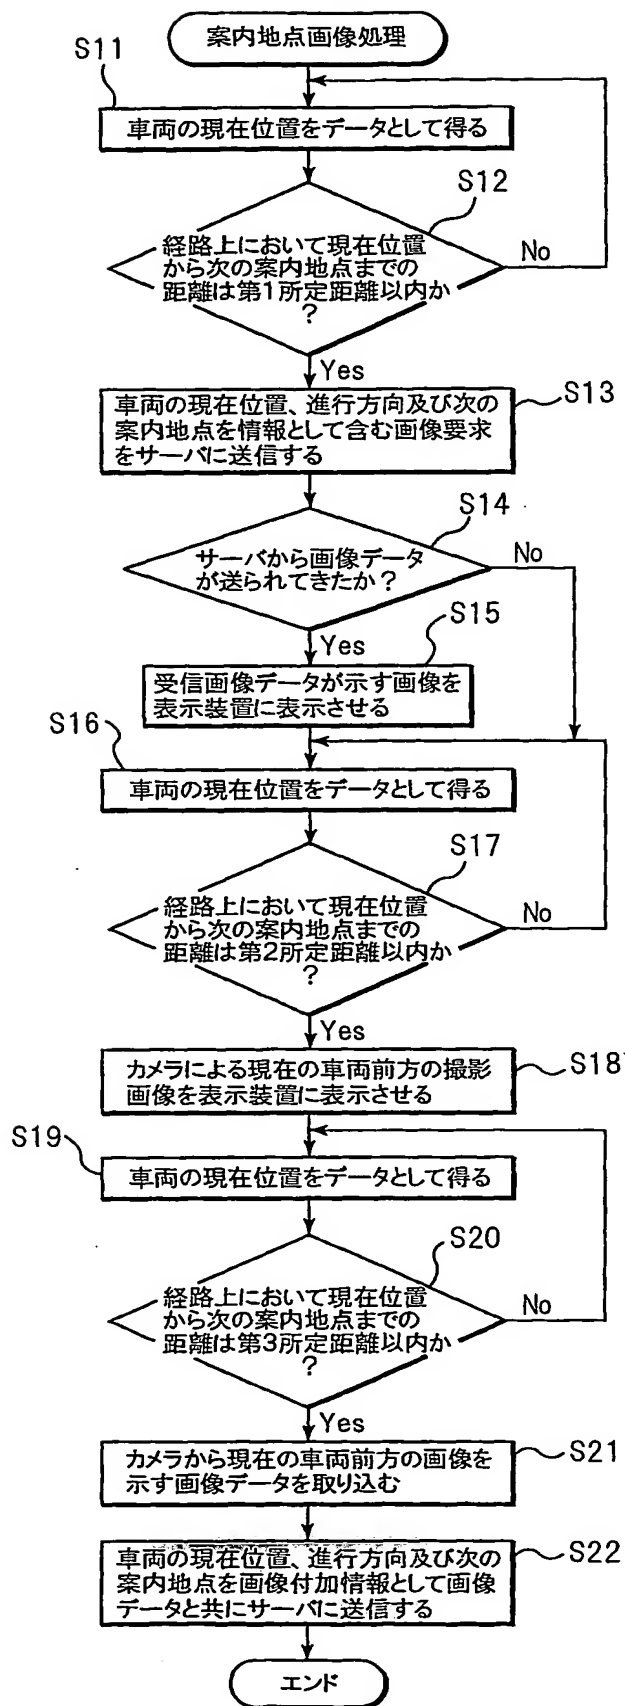 案内地点画像処理
S11
車両の現在位置をデータとして得る
S12
経路上において現在位置
から次の案内地点までの
距離は第1所定距離以内か
?
No
Yes
S13
車両の現在位置、進行方向及び次の
案内地点を情報として含む画像要求
をサーバに送信する
S14
サーバから画像データ
が送られてきたか?
No
Yes
S15
受信画像データが示す画像を
表示装置に表示させる
S16
車両の現在位置をデータとして得る
S17
経路上において現在位置
から次の案内地点までの
距離は第2所定距離以内か
?
No
Yes
S18
カメラによる現在の車両前方の撮影
画像を表示装置に表示させる
S19
車両の現在位置をデータとして得る
S20
経路上において現在位置
から次の案内地点までの
距離は第3所定距離以内か
?
No
Yes
S21
カメラから現在の車両前方の画像を
示す画像データを取り込む
S22
車両の現在位置、進行方向及び次の
案内地点を画像付加情報として画像
データと共にサーバに送信する
エンド